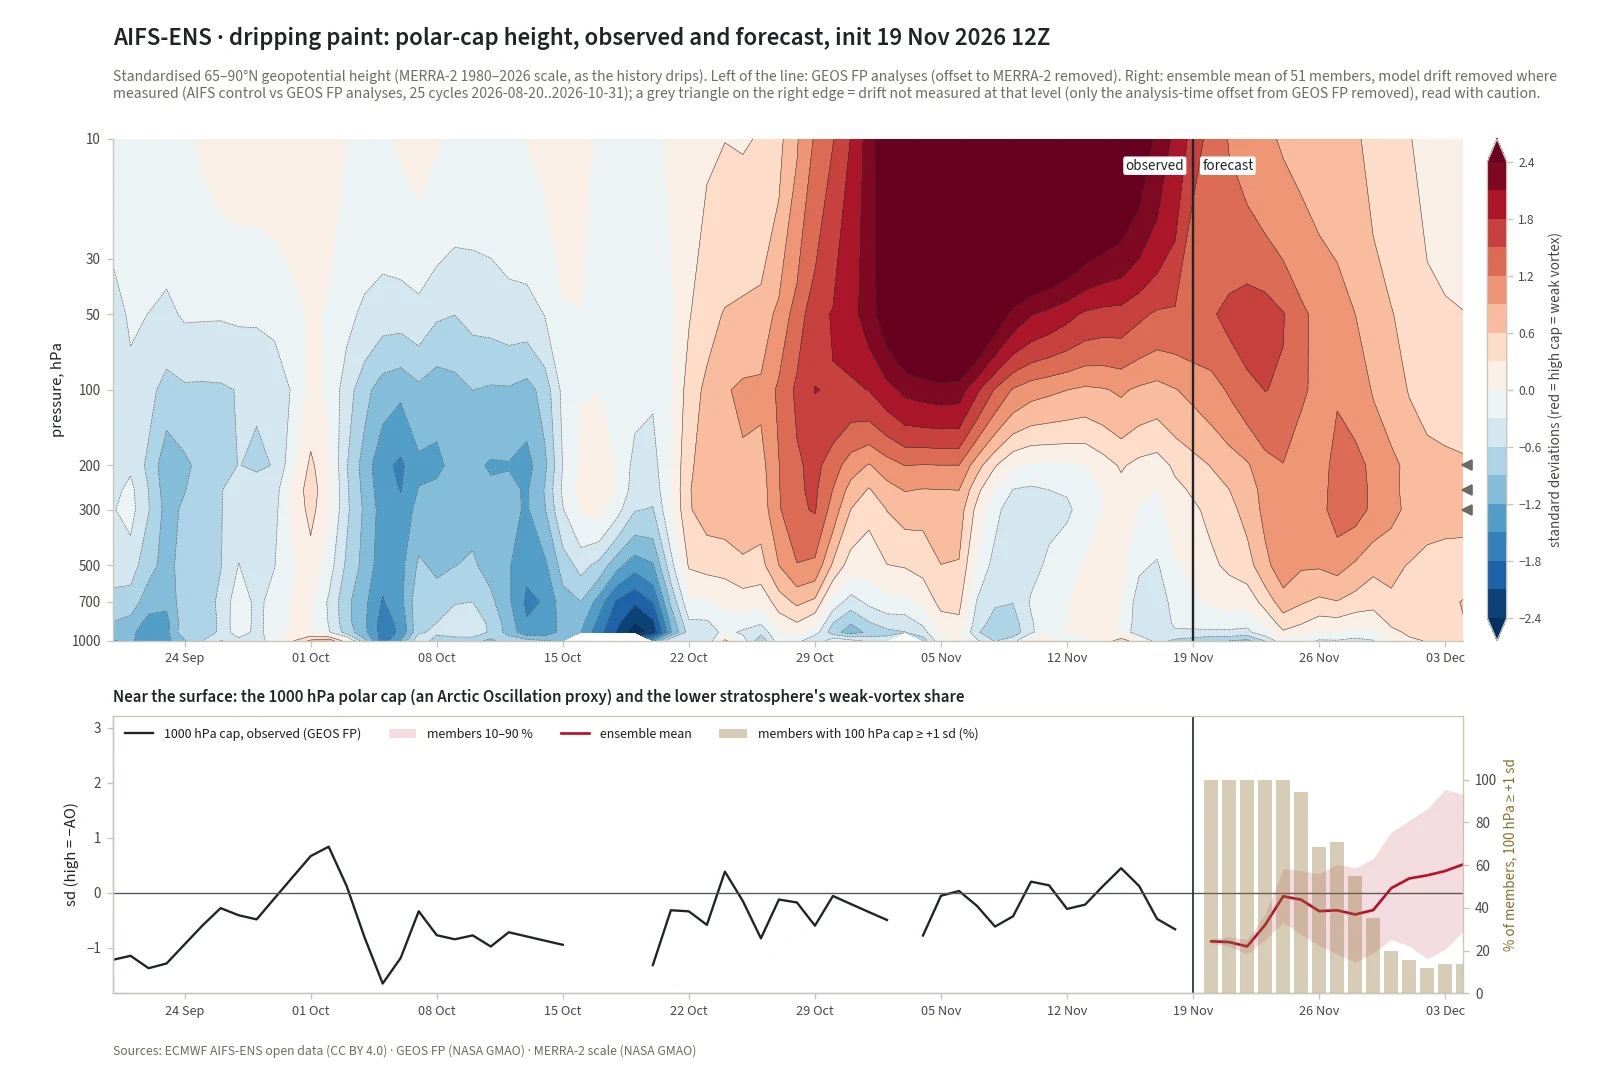 AIFS-ENS · dripping paint: polar-cap height, observed and forecast, init 19 Nov 2026 12Z
Standardised 65–90°N geopotential height (MERRA-2 1980–2026 scale, as the history drips). Left of the line: GEOS FP analyses (offset to MERRA-2 removed). Right: ensemble mean of 51 members, model drift removed where
measured (AIFS control vs GEOS FP analyses, 25 cycles 2026-08-20..2026-10-31); a grey triangle on the right edge = drift not measured at that level (only the analysis-time offset from GEOS FP removed), read with caution.
pressure, hPa
10
30
50
100
200
300
500
700
1000
observed
forecast
24 Sep
01 Oct
08 Oct
15 Oct
22 Oct
29 Oct
05 Nov
12 Nov
19 Nov
26 Nov
03 Dec
2.4
1.8
1.2
0.6
0.0
−0.6
−1.2
−1.8
−2.4
standard deviations (red = high cap = weak vortex)
Near the surface: the 1000 hPa polar cap (an Arctic Oscillation proxy) and the lower stratosphere's weak-vortex share
1000 hPa cap, observed (GEOS FP)
members 10–90 %
ensemble mean
members with 100 hPa cap ≥ +1 sd (%)
sd (high = −AO)
3
2
1
0
−1
100
80
60
40
20
0
% of members, 100 hPa ≥ +1 sd
24 Sep
01 Oct
08 Oct
15 Oct
22 Oct
29 Oct
05 Nov
12 Nov
19 Nov
26 Nov
03 Dec
Sources: ECMWF AIFS-ENS open data (CC BY 4.0) · GEOS FP (NASA GMAO) · MERRA-2 scale (NASA GMAO)